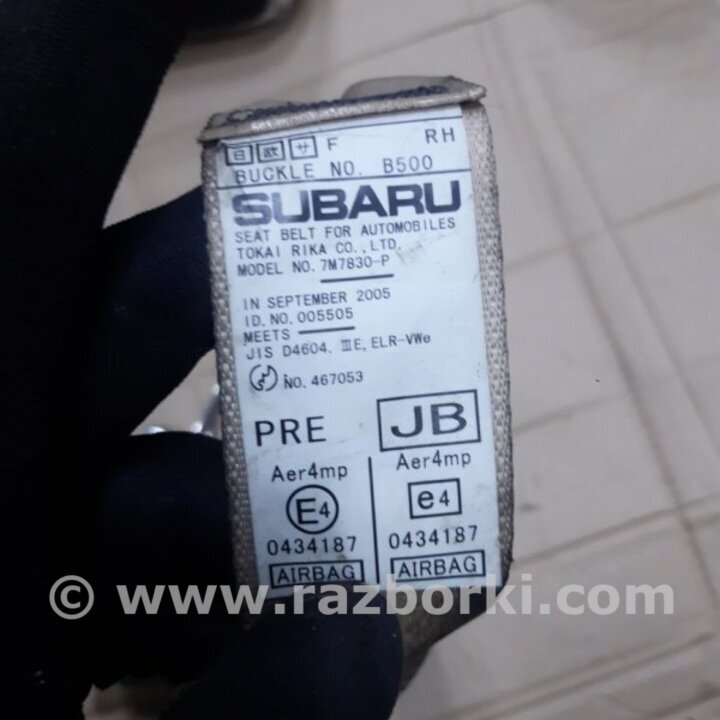 日 欧 サ F RH
BUCKLE NO. B500
SUBARU
SEAT BELT FOR AUTOMOBILES
TOKAI RIKA CO., LTD.
MODEL NO. 7M7830-P
IN SEPTEMBER 2005
ID. NO. 005505
MEETS
JIS D4604. ⅢE, ELR-VWe
NO. 467053
PRE JB
Aer4mp Aer4mp
E4 e4
0434187 0434187
AIRBAG AIRBAG
© www.razborki.com